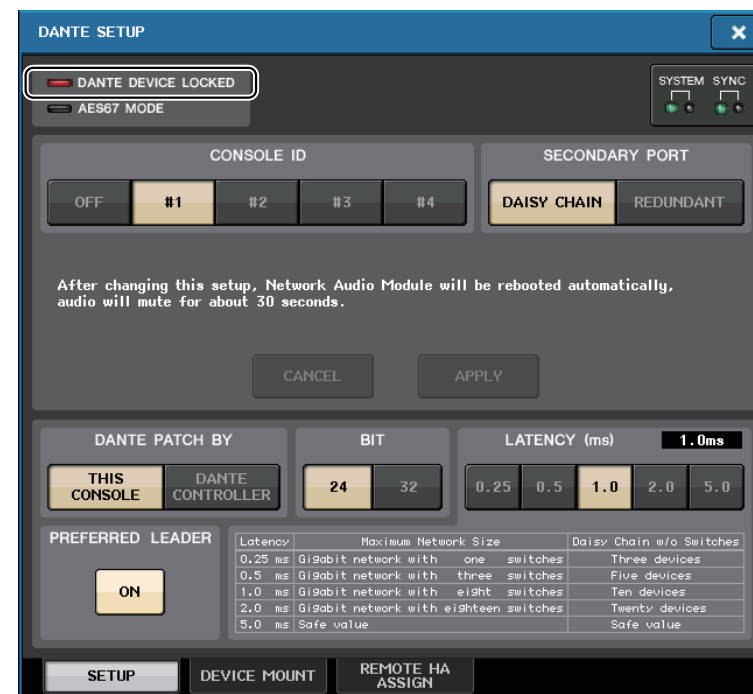 DANTE SETUP
DANTE DEVICE LOCKED
AES67 MODE
SYSTEM SYNC
CONSOLE ID
OFF #1 #2 #3 #4
SECONDARY PORT
DAISY CHAIN REDUNDANT
After changing this setup, Network Audio Module will be rebooted automatically,
audio will mute for about 30 seconds.
CANCEL APPLY
DANTE PATCH BY
THIS CONSOLE DANTE CONTROLLER
BIT
24 32
LATENCY (ms) 1.0ms
0.25 0.5 1.0 2.0 5.0
PREFERRED LEADER
ON
Latency Maximum Network Size Daisy Chain w/o Switches
0.25 ms Gigabit network with one switches Three devices
0.5 ms Gigabit network with three switches Five devices
1.0 ms Gigabit network with eight switches Ten devices
2.0 ms Gigabit network with eighteen switches Twenty devices
5.0 ms Safe value Safe value
SETUP DEVICE MOUNT REMOTE HA ASSIGN